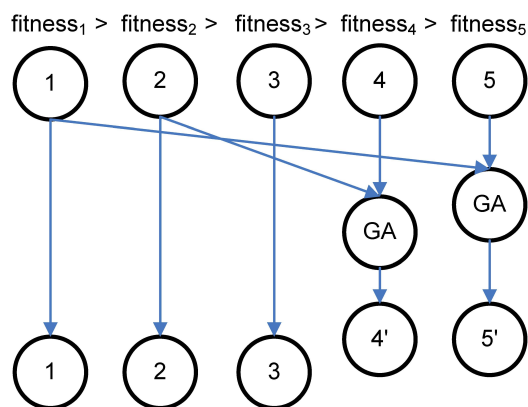 fitness₁ > fitness₂ > fitness₃ > fitness₄ > fitness₅
1 2 3 4 5
GA
GA
1 2 3 4' 5'